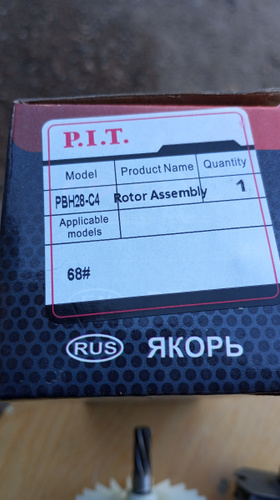 P.I.T.
Model Product Name Quantity
PBH28-C4 Rotor Assembly 1
Applicable models
68#
RUS ЯКОРЬ